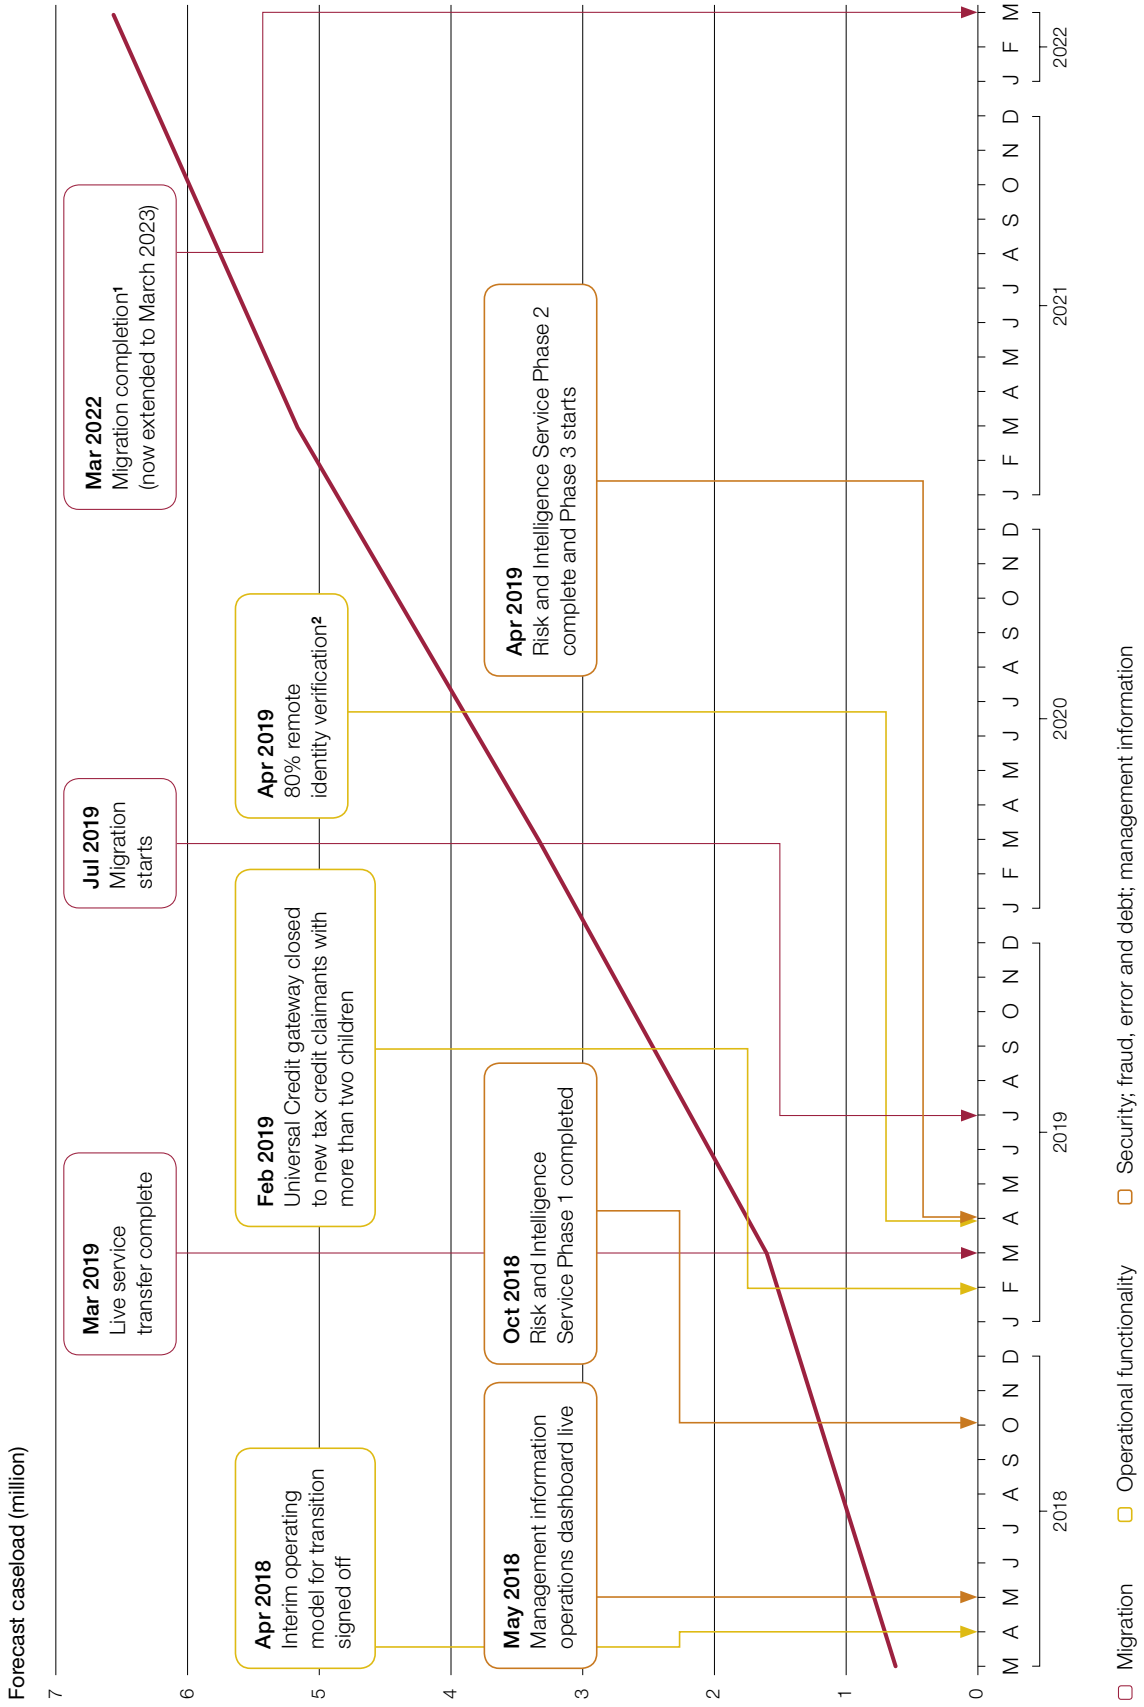 Forecast caseload (million)
7
6
5
4
3
2
1
0
Mar 2019
Live service
transfer complete
Jul 2019
Migration
starts
Mar 2022
Migration completion¹
(now extended to March 2023)
Apr 2018
Interim operating
model for transition
signed off
Feb 2019
Universal Credit gateway closed
to new tax credit claimants with
more than two children
Apr 2019
80% remote
identity verification²
May 2018
Management information
operations dashboard live
Oct 2018
Risk and Intelligence
Service Phase 1 completed
Apr 2019
Risk and Intelligence Service Phase 2
complete and Phase 3 starts
M A M J J A S O N D J F M A M J J A S O N D J F M A M J J A S O N D J F M A M J J A S O N D J F M
2018 2019 2020 2021 2022
Migration Operational functionality Security; fraud, error and debt; management information